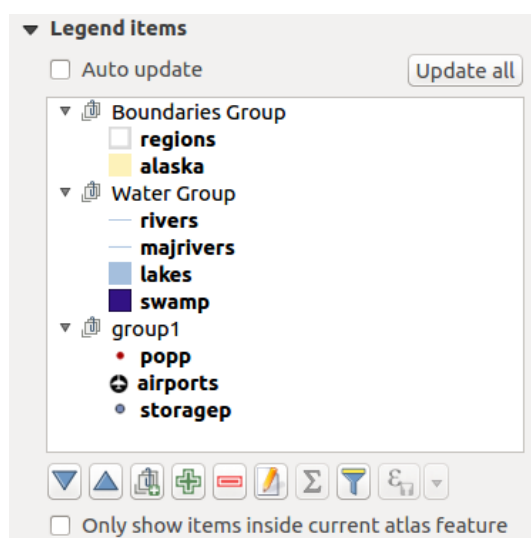 Legend items
Auto update
Update all
Boundaries Group
regions
alaska
Water Group
rivers
majrivers
lakes
swamp
group1
popp
airports
storagep
Σ
ε
Only show items inside current atlas feature